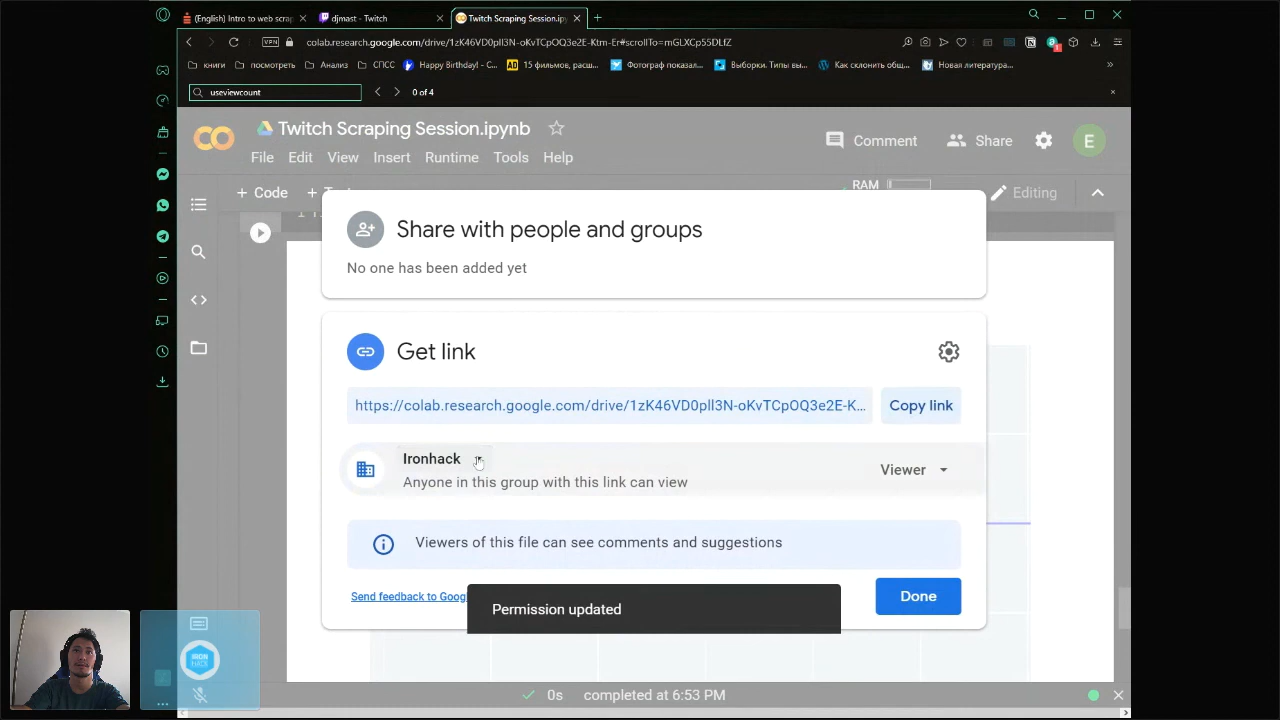 (English) Intro to web scrap
djmast - Twitch
Twitch Scraping Session.ipynb
VPN
colab.research.google.com/drive/1zK46VD0pll3N-oKvTCpOQ3e2E-Ktm-Er#scrollTo=mGLXCp55DLfZ
книги
посмотреть
Анализ
СПСС
Happy Birthday! - C...
15 фильмов, расш...
Фотограф показал...
Выборки. Типы вы...
Как склонить общ...
Новая литература...
useviewcount
0 of 4
Twitch Scraping Session.ipynb
Comment
Share
E
File Edit View Insert Runtime Tools Help
+ Code
RAM
Editing
Share with people and groups
No one has been added yet
Get link
https://colab.research.google.com/drive/1zK46VD0pll3N-oKvTCpOQ3e2E-K...
Copy link
Ironhack
Anyone in this group with this link can view
Viewer
Viewers of this file can see comments and suggestions
Send feedback to Googl
Permission updated
Done
IRON
HACK
0s completed at 6:53 PM